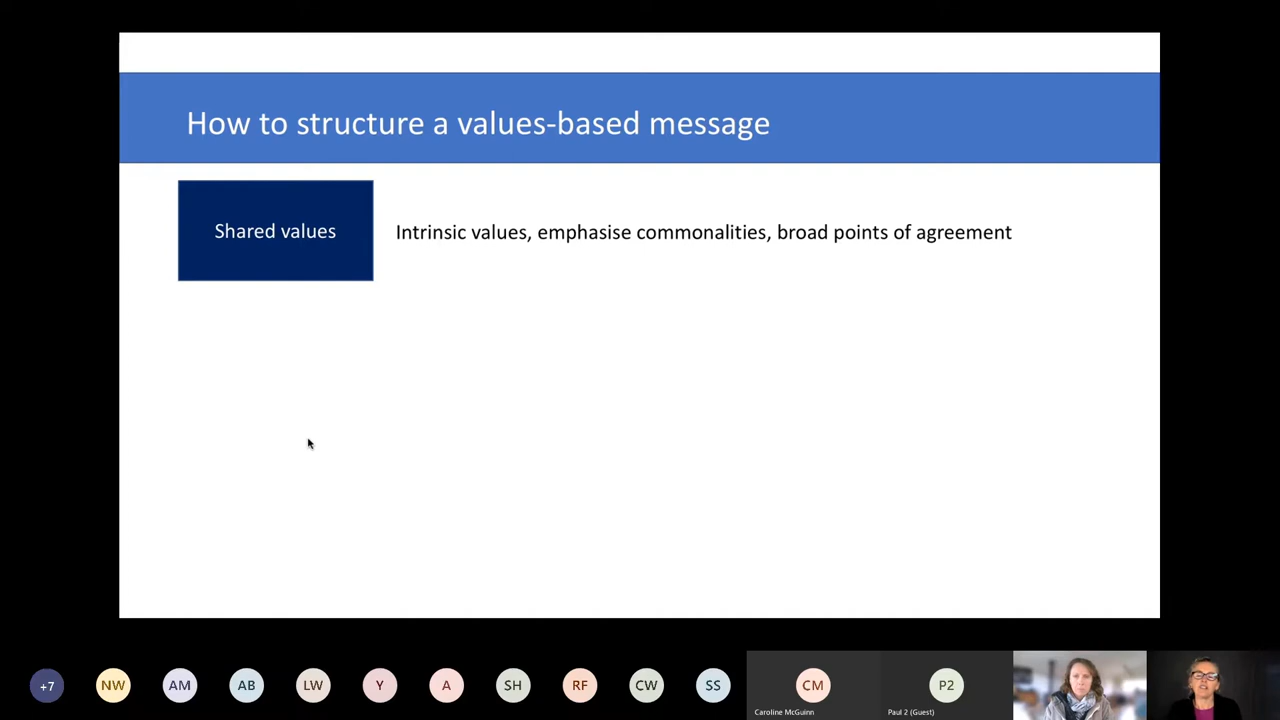 How to structure a values-based message
Shared values
Intrinsic values, emphasise commonalities, broad points of agreement
+7
NW
AM
AB
LW
Y
A
SH
RF
CW
SS
CM
Caroline McGuinn
P2
Paul 2 (Guest)